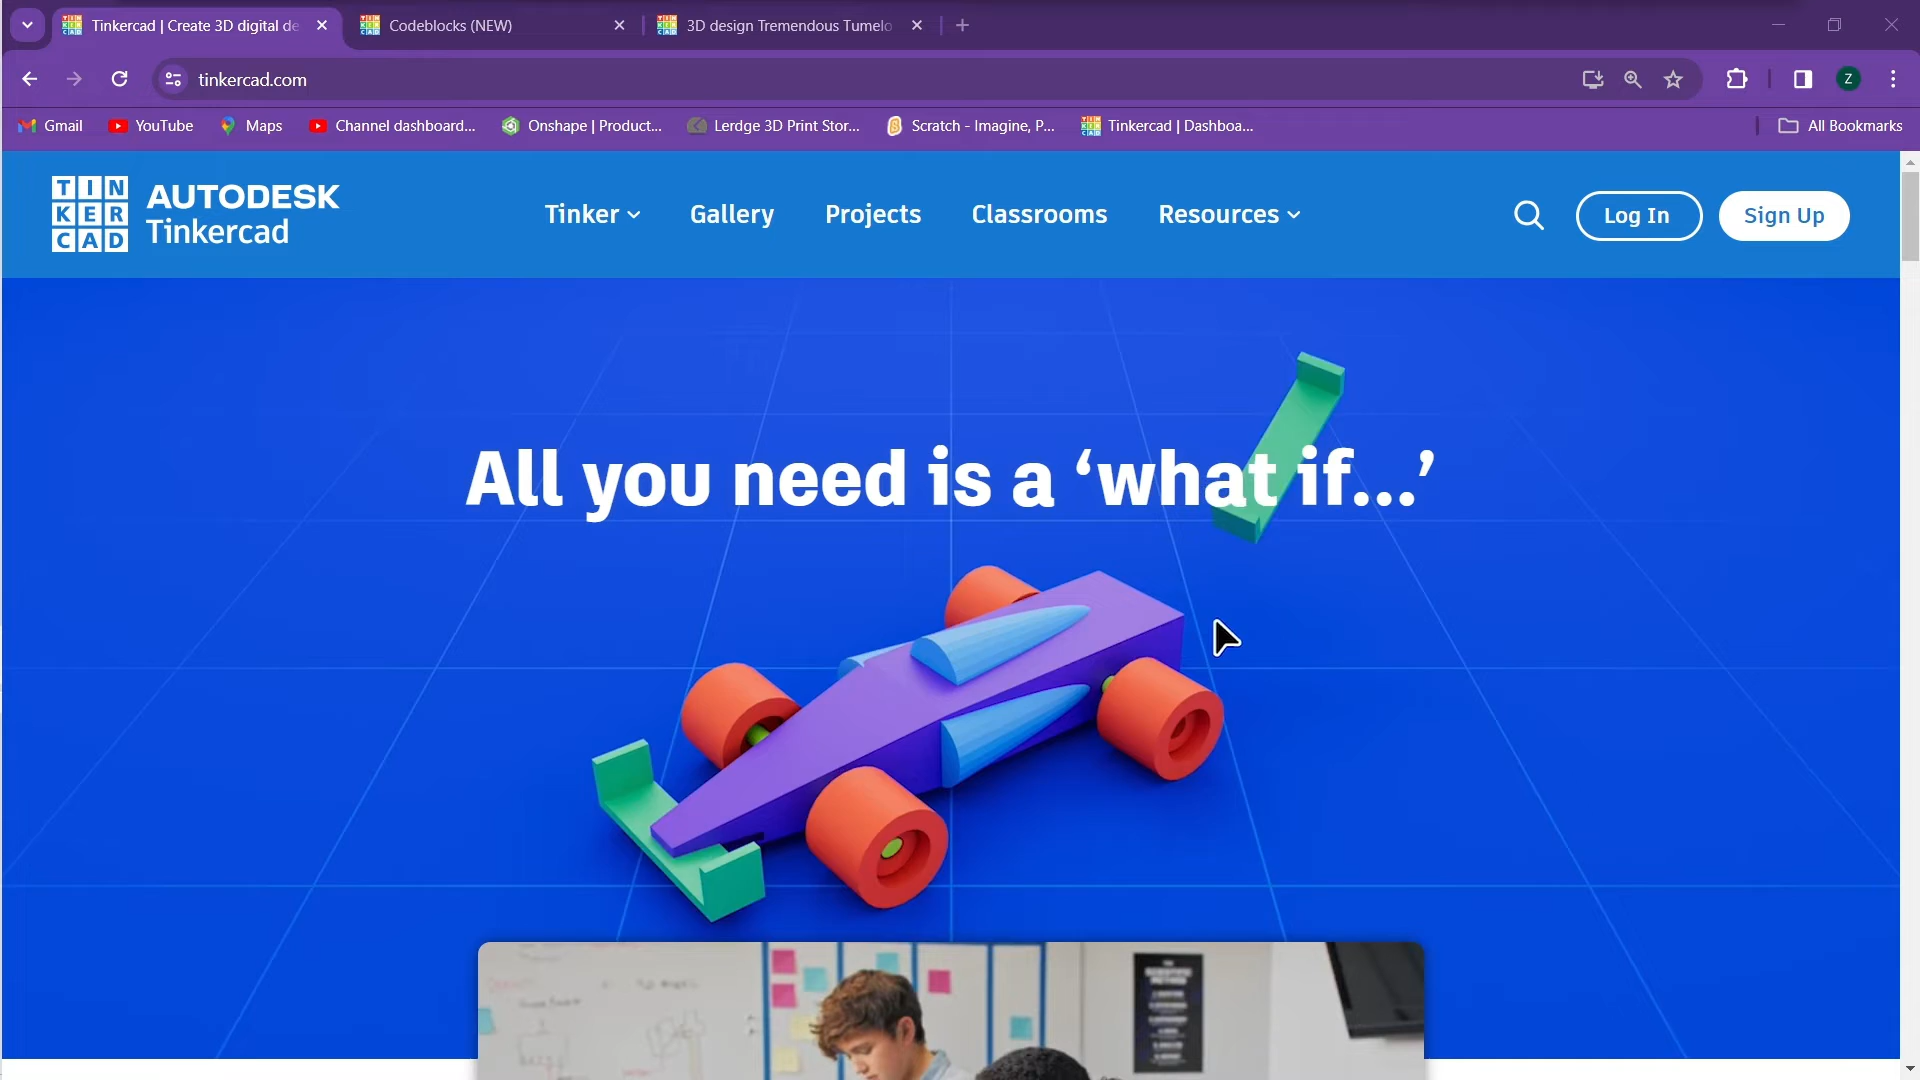 Tinkercad | Create 3D digital de
Codeblocks (NEW)
3D design Tremendous Tumelo
tinkercad.com
Z
Gmail
YouTube
Maps
Channel dashboard...
Onshape | Product...
Lerdge 3D Print Stor...
Scratch - Imagine, P...
Tinkercad | Dashboa...
All Bookmarks
TIN
KER
CAD
AUTODESK
Tinkercad
Tinker
Gallery
Projects
Classrooms
Resources
Log In
Sign Up
All you need is a ‘what if...’